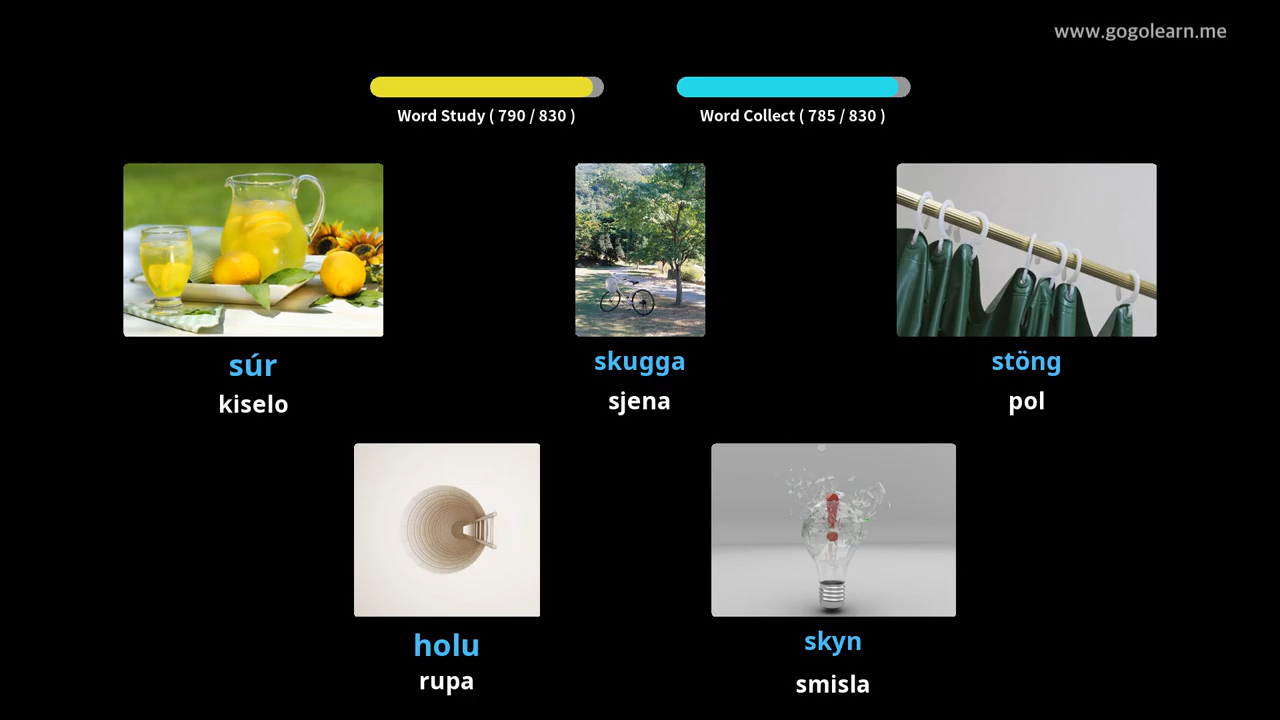 www.gogolearn.me
Word Study ( 790 / 830 )
Word Collect ( 785 / 830 )
súr
kiselo
skugga
sjena
stöng
pol
holu
rupa
skyn
smisla